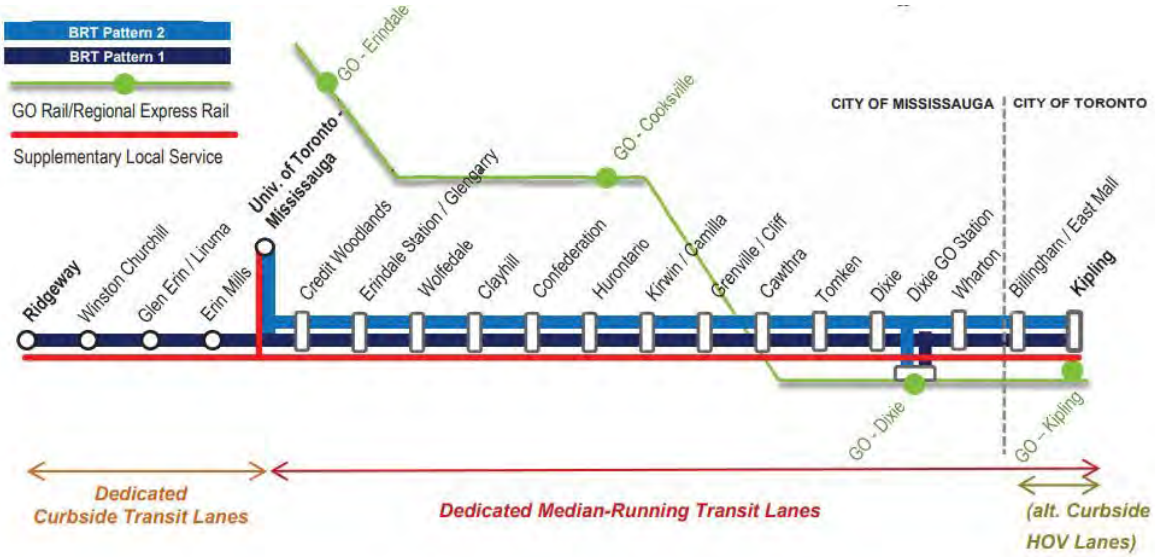 BRT Pattern 2
BRT Pattern 1
GO Rail/Regional Express Rail
Supplementary Local Service
GO - Erindale
GO - Cooksville
CITY OF MISSISSAUGA
CITY OF TORONTO
Ridgeway
Winston Churchill
Glen Erin / Liruma
Erin Mills
Univ. of Toronto -
Mississauga
Credit Woodlands
Erindale Station / Glengarry
Wolfedale
Clayhill
Confederation
Hurontario
Kirwin / Camilla
Grenville / Cliff
Cawthra
Tomken
Dixie
Dixie GO Station
Wharton
Billingham / East Mall
Kipling
GO - Dixie
GO – Kipling
Dedicated
Curbside Transit Lanes
Dedicated Median-Running Transit Lanes
(alt. Curbside
HOV Lanes)